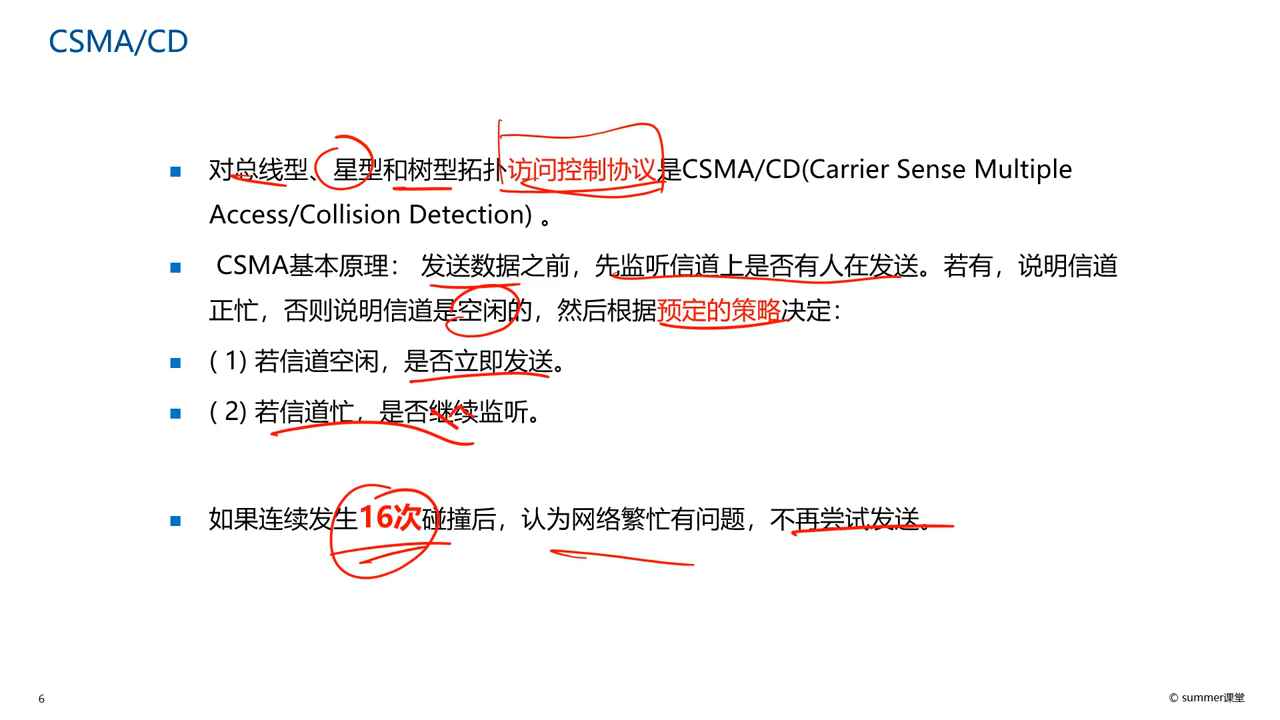 CSMA/CD
对总线型、星型和树型拓扑访问控制协议是CSMA/CD(Carrier Sense Multiple
Access/Collision Detection) 。
CSMA基本原理： 发送数据之前，先监听信道上是否有人在发送。若有，说明信道
正忙，否则说明信道是空闲的，然后根据预定的策略决定：
( 1) 若信道空闲，是否立即发送。
( 2) 若信道忙，是否继续监听。
如果连续发生16次碰撞后，认为网络繁忙有问题，不再尝试发送。
6
© summer课堂